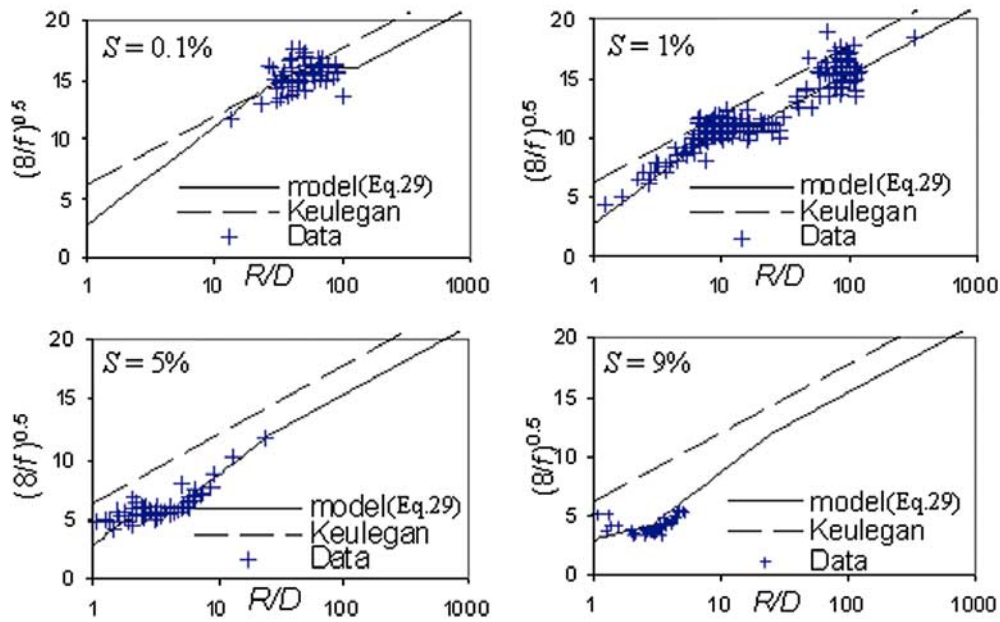 20
S = 0.1%
15
10
5
0
(8/f)^0.5
model(Eq.29)
Keulegan
Data
1
10
R/D
100
1000
20
S = 1%
15
10
5
0
(8/f)^0.5
model(Eq.29)
Keulegan
Data
1
10
R/D
100
1000
20
S = 5%
15
10
5
0
(8/f)^0.5
model(Eq.29)
Keulegan
Data
1
10
R/D
100
1000
20
S = 9%
15
10
5
0
(8/f)^0.5
model(Eq.29)
Keulegan
Data
1
10
R/D
100
1000